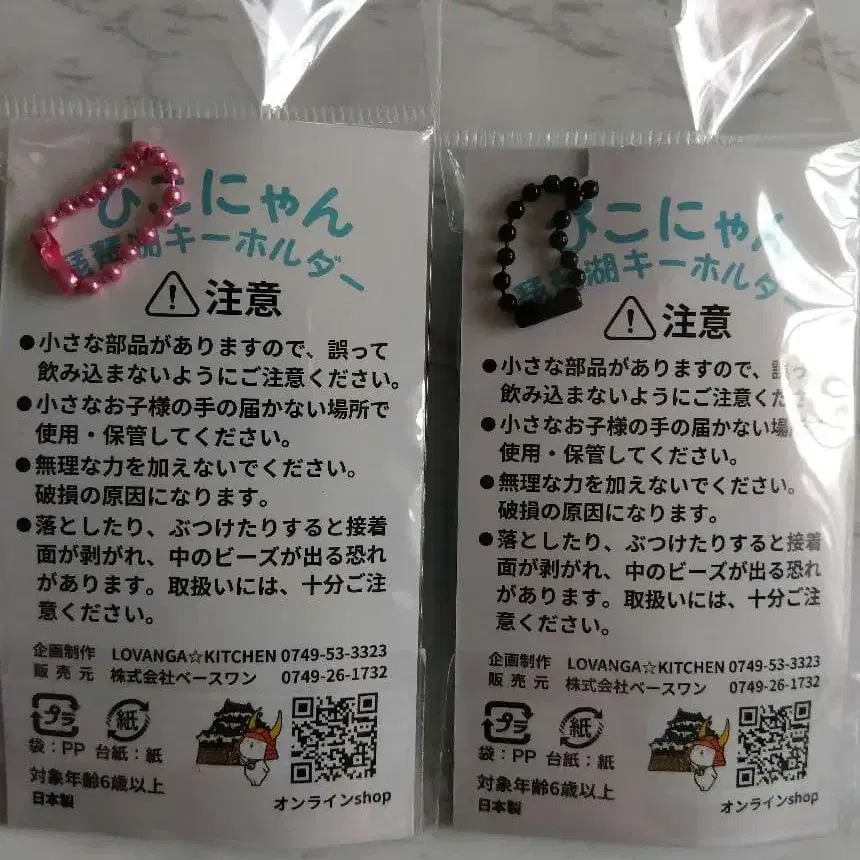 ひこにゃん
琵琶湖キーホルダー
注意
●小さな部品がありますので、誤って
飲み込まないようにご注意ください。
●小さなお子様の手の届かない場所で
使用・保管してください。
●無理な力を加えないでください。
破損の原因になります。
●落としたり、ぶつけたりすると接着
面が剥がれ、中のビーズが出る恐れ
があります。取扱いには、十分ご注
意ください。
企画制作 LOVANGA☆KITCHEN 0749-53-3323
販売元 株式会社ベースワン 0749-26-1732
プラ
紙
袋:PP 台紙:紙
対象年齢6歳以上
日本製
オンラインshop
ひこにゃん
琵琶湖キーホルダー
注意
●小さな部品がありますので、誤っ
飲み込まないようにご注意くださ
●小さなお子様の手の届かない場所
使用・保管してください。
●無理な力を加えないでください。
破損の原因になります。
●落としたり、ぶつけたりすると接着
面が剥がれ、中のビーズが出る恐れ
があります。取扱いには、十分ご注
意ください。
企画制作 LOVANGA☆KITCHEN 0749-53-3323
販売元 株式会社ベースワン 0749-26-1732
プラ
紙
袋:PP 台紙:紙
対象年齢6歳以上
日本製
オンラインshop